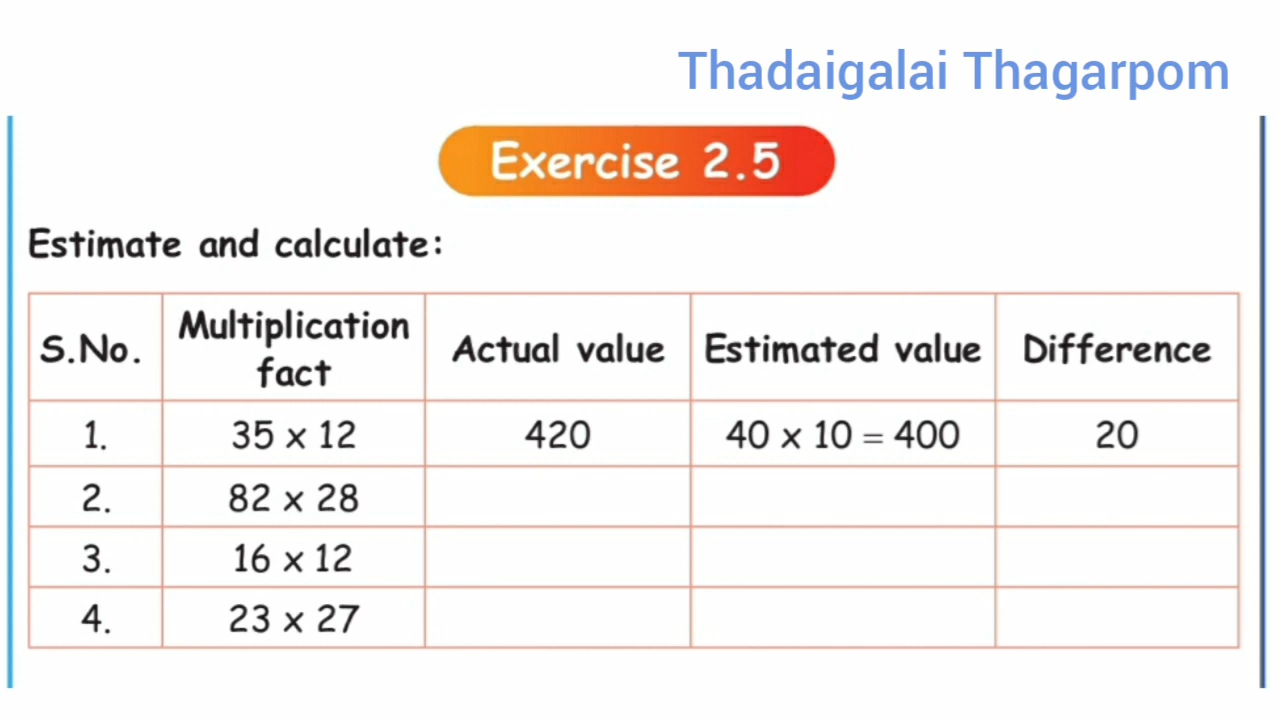 Thadaigalai Thagarpom
Exercise 2.5
Estimate and calculate:
S.No. Multiplication fact Actual value Estimated value Difference
1. 35 x 12 420 40 x 10 = 400 20
2. 82 x 28
3. 16 x 12
4. 23 x 27